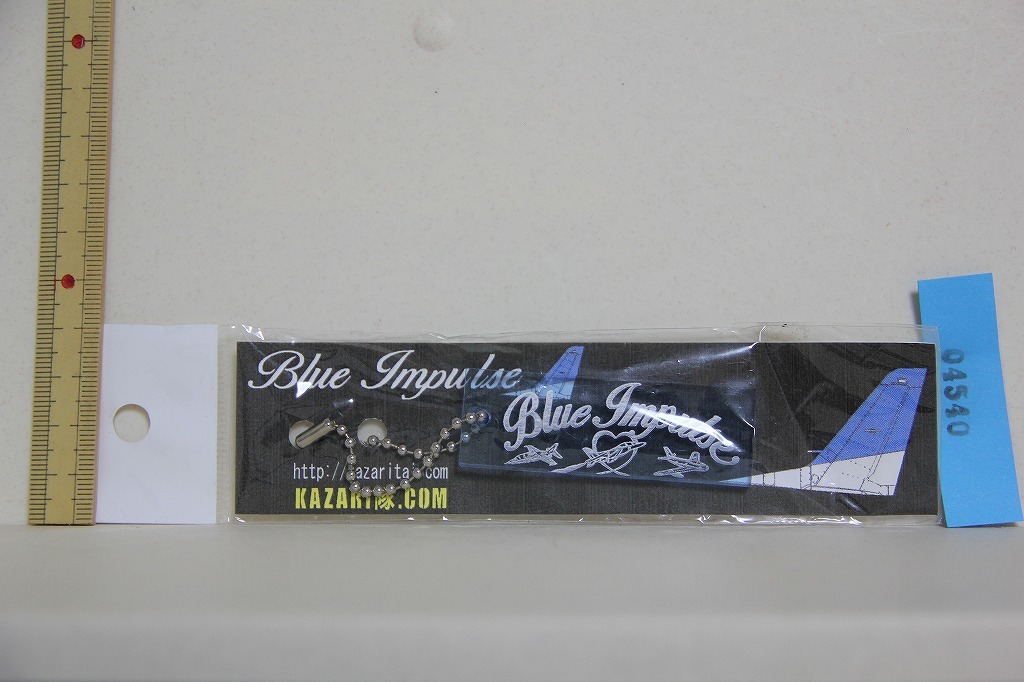 Blue Impulse
Blue Impulse
http://kazaritai.com
KAZARI隊.COM
04540